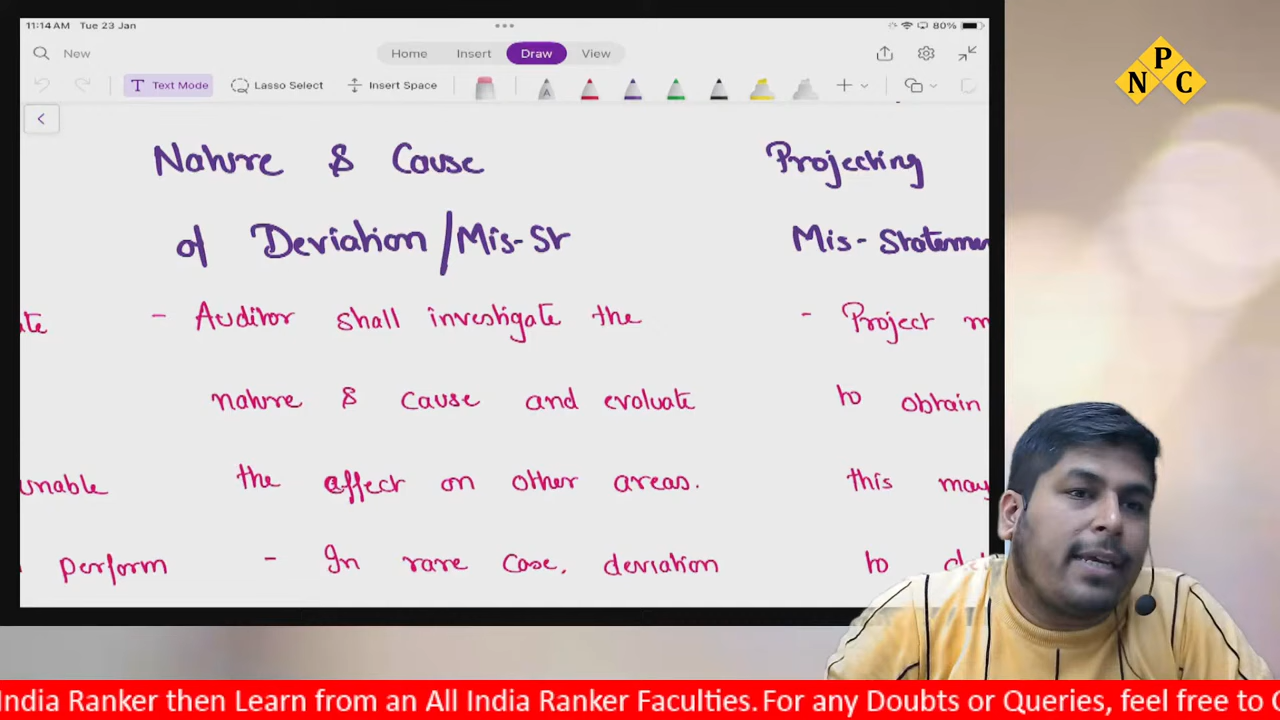 11:14 AM Tue 23 Jan
80%
New
Home Insert Draw View
Text Mode Lasso Select Insert Space
N P C
Nature & Cause
of Deviation/Mis-St
- Auditor shall investigate the
nature & cause and evaluate
the effect on other areas.
- In rare case, deviation
Projecting
Mis-Statemen
- Project m
to obtain
this may
to de
ate
unable
perform
India Ranker then Learn from an All India Ranker Faculties. For any Doubts or Queries, feel free to C